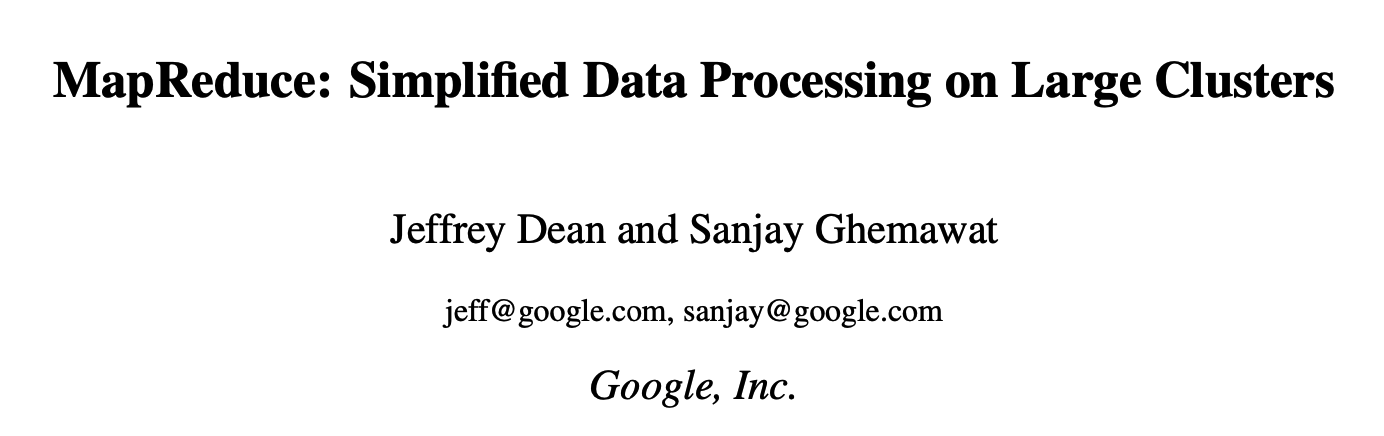 MapReduce: Simplified Data Processing on Large Clusters
Jeffrey Dean and Sanjay Ghemawat
jeff@google.com, sanjay@google.com
Google, Inc.